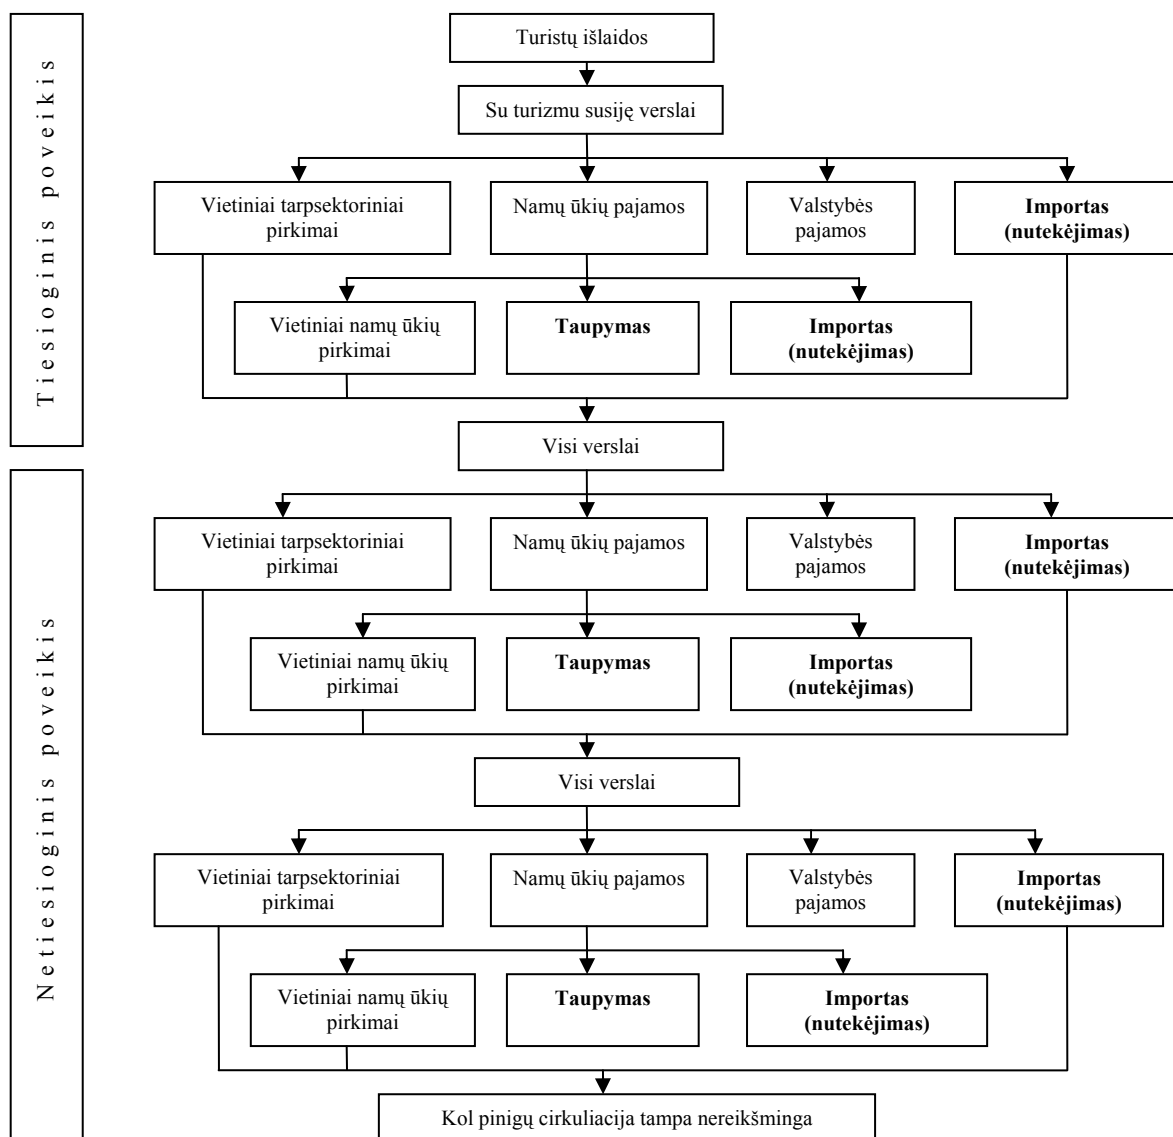 Tiesioginis poveikis
Turistų išlaidos
Su turizmu susiję verslai
Vietiniai tarpsektoriniai
pirkimai
Namų ūkių pajamos
Valstybės
pajamos
Importas
(nutekėjimas)
Vietiniai namų ūkių
pirkimai
Taupymas
Importas
(nutekėjimas)
Visi verslai
Netiesioginis poveikis
Vietiniai tarpsektoriniai
pirkimai
Namų ūkių pajamos
Valstybės
pajamos
Importas
(nutekėjimas)
Vietiniai namų ūkių
pirkimai
Taupymas
Importas
(nutekėjimas)
Visi verslai
Vietiniai tarpsektoriniai
pirkimai
Namų ūkių pajamos
Valstybės
pajamos
Importas
(nutekėjimas)
Vietiniai namų ūkių
pirkimai
Taupymas
Importas
(nutekėjimas)
Kol pinigų cirkuliacija tampa nereikšminga